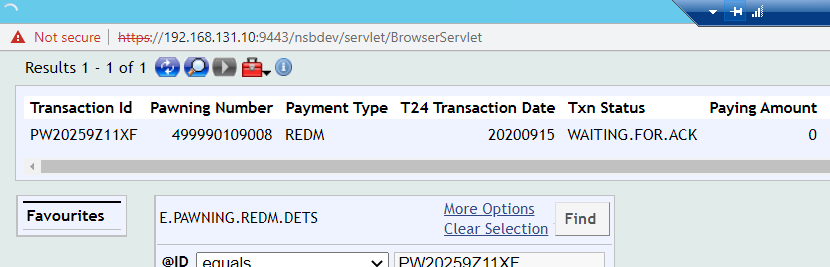 Not secure | https://192.168.131.10:9443/nsbdev/servlet/BrowserServlet
Results 1 - 1 of 1
Transaction Id Pawning Number Payment Type T24 Transaction Date Txn Status Paying Amount
PW20259Z11XF 499990109008 REDM 20200915 WAITING.FOR.ACK 0
Favourites
E.PAWNING.REDM.DETS More Options Find
Clear Selection
@ID equals PW20259Z11XF